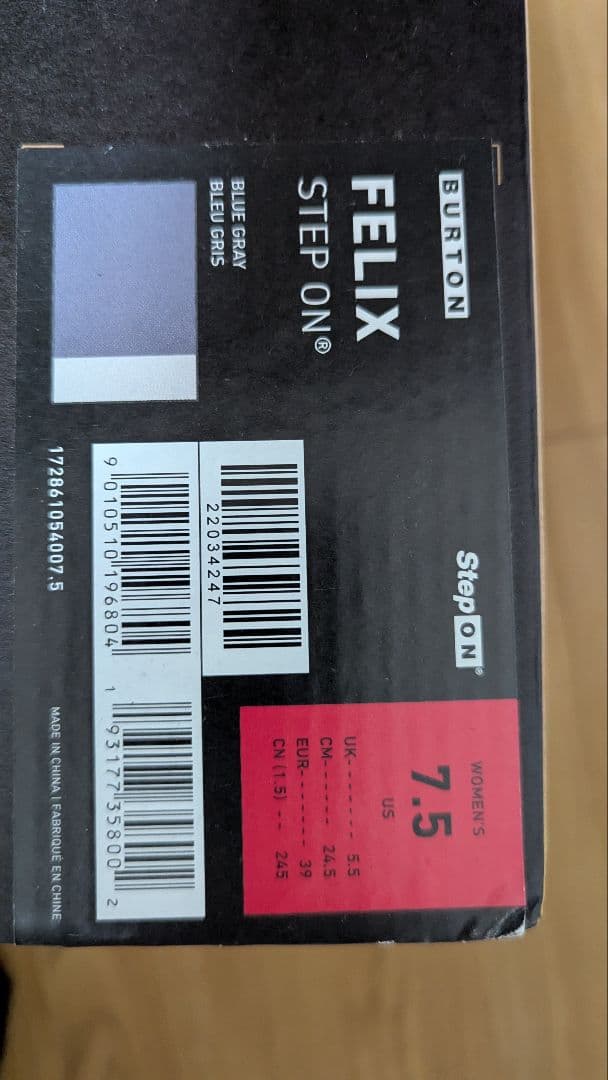 BURTON
FELIX
STEP ON®
BLUE GRAY
BLEU GRIS
Step ON®
WOMEN'S
7.5
US
UK------- 5.5
CM------ 24.5
EUR------- 39
CN (1.5) -- 245
22034247
9 010510 196804
1 93177 35800 2
172861054007.5
MADE IN CHINA | FABRIQUÉ EN CHINE